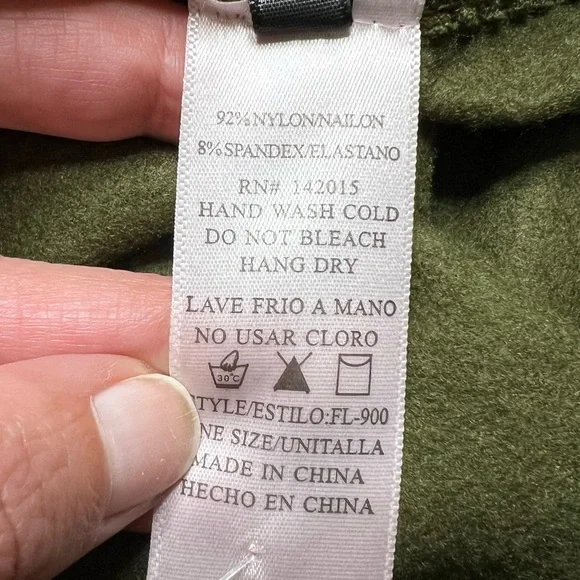 92% NYLON/NAILON
8% SPANDEX/ELASTANO
RN# 142015
HAND WASH COLD
DO NOT BLEACH
HANG DRY
LAVE FRIO A MANO
NO USAR CLORO
30°C
TYLE/ESTILO:FL-900
NE SIZE/UNITALLA
MADE IN CHINA
HECHO EN CHINA